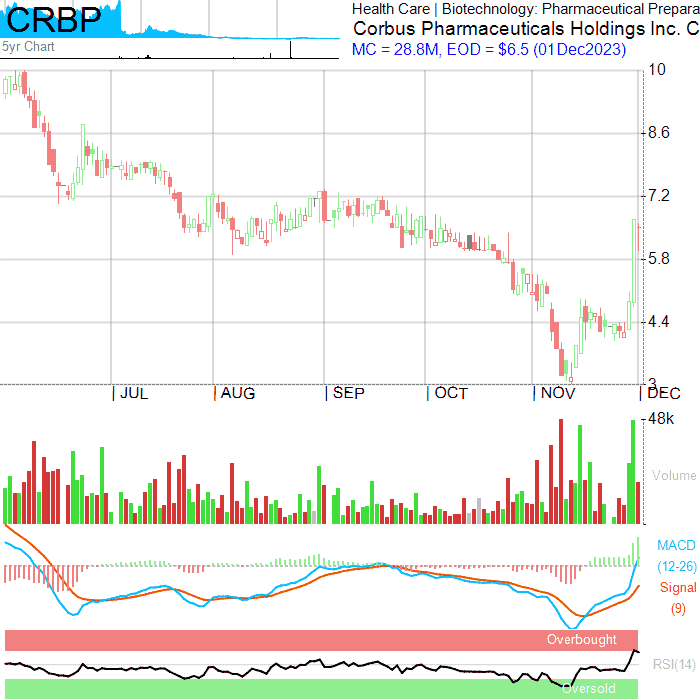 CRBP
5yr Chart
Health Care | Biotechnology: Pharmaceutical Prepara
Corbus Pharmaceuticals Holdings Inc. C
MC = 28.8M, EOD = $6.5 (01Dec2023)
10
8.6
7.2
5.8
4.4
3
| JUL | AUG | SEP | OCT | NOV | DEC
48k
Volume
MACD
(12-26)
Signal
(9)
Overbought
RSI(14)
Oversold